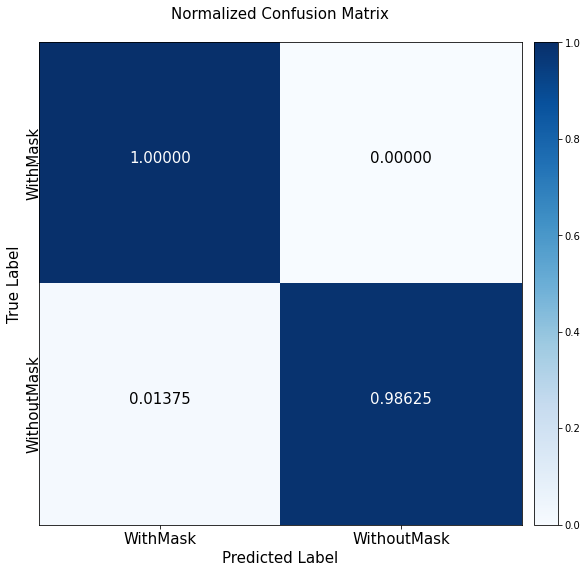 Normalized Confusion Matrix
True Label
WithMask
WithoutMask
1.00000
0.00000
0.01375
0.98625
WithMask
WithoutMask
Predicted Label
1.0
0.8
0.6
0.4
0.2
0.0